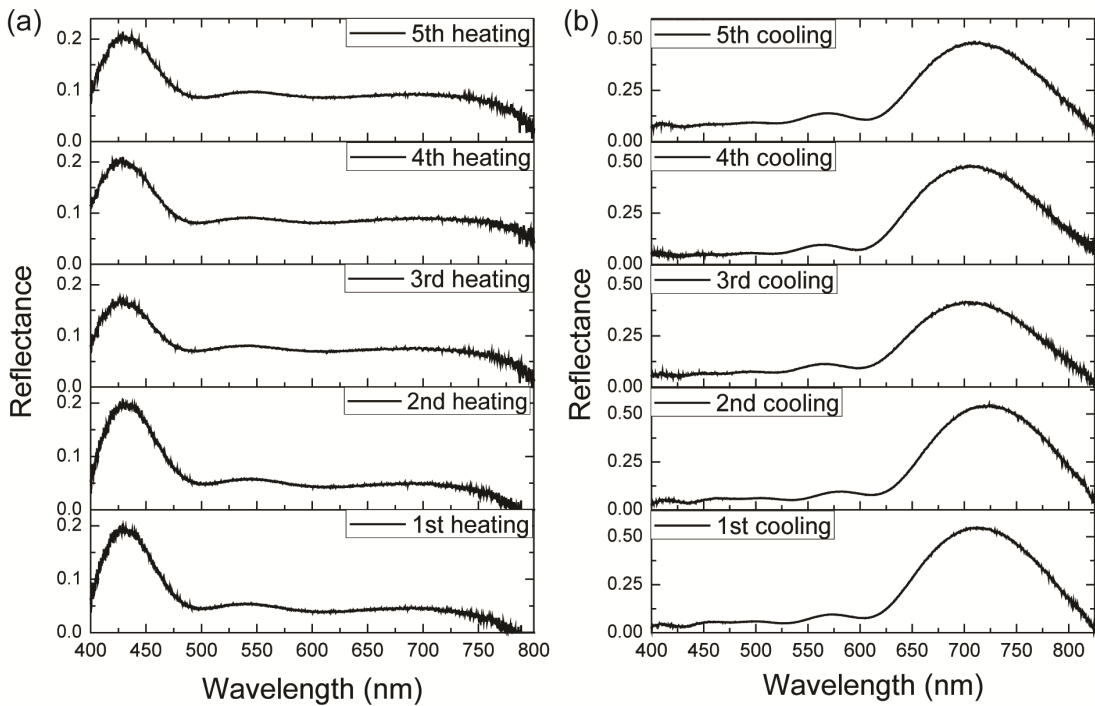 (a)
Reflectance
0.2
0.1
0.0
5th heating
0.2
0.1
0.0
4th heating
0.2
0.1
0.0
3rd heating
0.2
0.1
0.0
2nd heating
0.2
0.1
0.0
1st heating
400 450 500 550 600 650 700 750 800
Wavelength (nm)
(b)
Reflectance
0.50
0.25
0.00
5th cooling
0.50
0.25
0.00
4th cooling
0.50
0.25
0.00
3rd cooling
0.50
0.25
0.00
2nd cooling
0.50
0.25
0.00
1st cooling
400 450 500 550 600 650 700 750 800
Wavelength (nm)